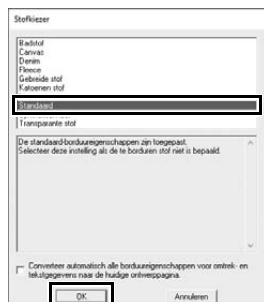 Stofkiezer
Badstof
Canvas
Denim
Fleece
Gebreide stof
Katoenen stof
Standaard
Transparante stof
De standaard-borduureigenschappen zijn toegepast.
Selecteer deze instelling als de te borduren stof niet is bepaald.
Converteer automatisch alle borduureigenschappen voor omtrek- en
tekstgegevens naar de huidige ontwerppagina.
OK
Annuleren